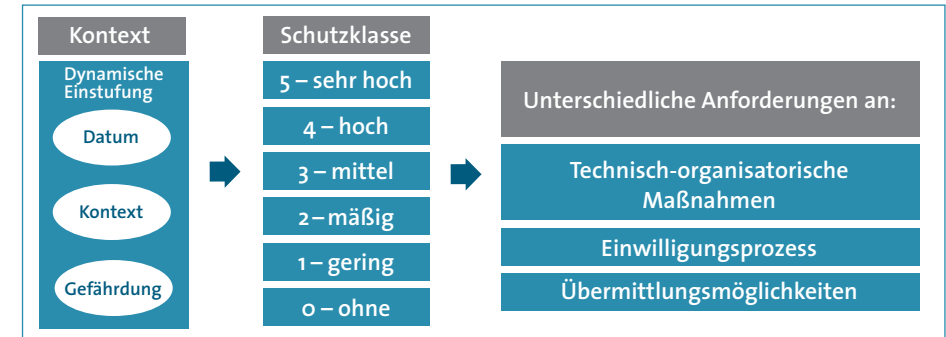 Kontext
Dynamische
Einstufung
Datum
Kontext
Gefährdung
Schutzklasse
5 – sehr hoch
4 – hoch
3 – mittel
2 – mäßig
1 – gering
0 – ohne
Unterschiedliche Anforderungen an:
Technisch-organisatorische
Maßnahmen
Einwilligungsprozess
Übermittlungsmöglichkeiten